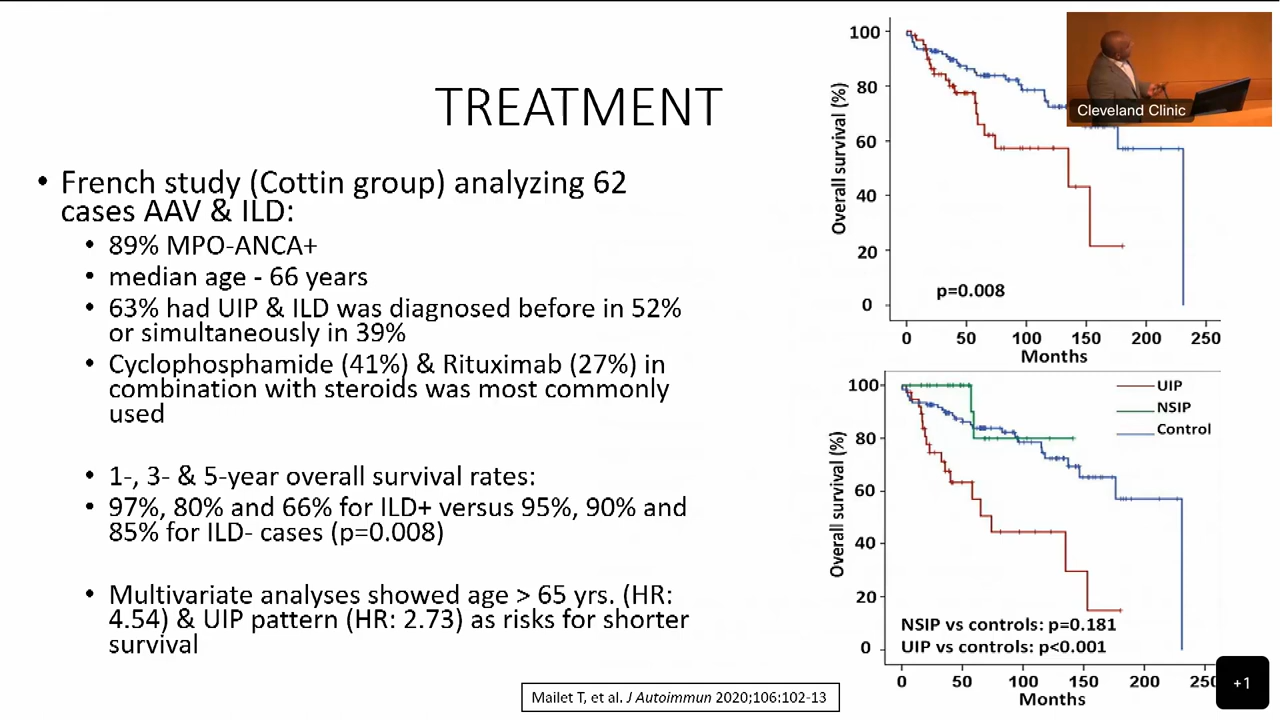 TREATMENT
• French study (Cottin group) analyzing 62
cases AAV & ILD:
• 89% MPO-ANCA+
• median age - 66 years
• 63% had UIP & ILD was diagnosed before in 52%
or simultaneously in 39%
• Cyclophosphamide (41%) & Rituximab (27%) in
combination with steroids was most commonly
used
• 1-, 3- & 5-year overall survival rates:
• 97%, 80% and 66% for ILD+ versus 95%, 90% and
85% for ILD- cases (p=0.008)
• Multivariate analyses showed age > 65 yrs. (HR:
4.54) & UIP pattern (HR: 2.73) as risks for shorter
survival
Mailet T, et al. J Autoimmun 2020;106:102-13
Cleveland Clinic
Overall survival (%)
100
80
60
40
20
0
p=0.008
0 50 100 150 200 250
Months
Overall survival (%)
100
80
60
40
20
0
UIP
NSIP
Control
NSIP vs controls: p=0.181
UIP vs controls: p<0.001
0 50 100 150 200 250
Months
+1